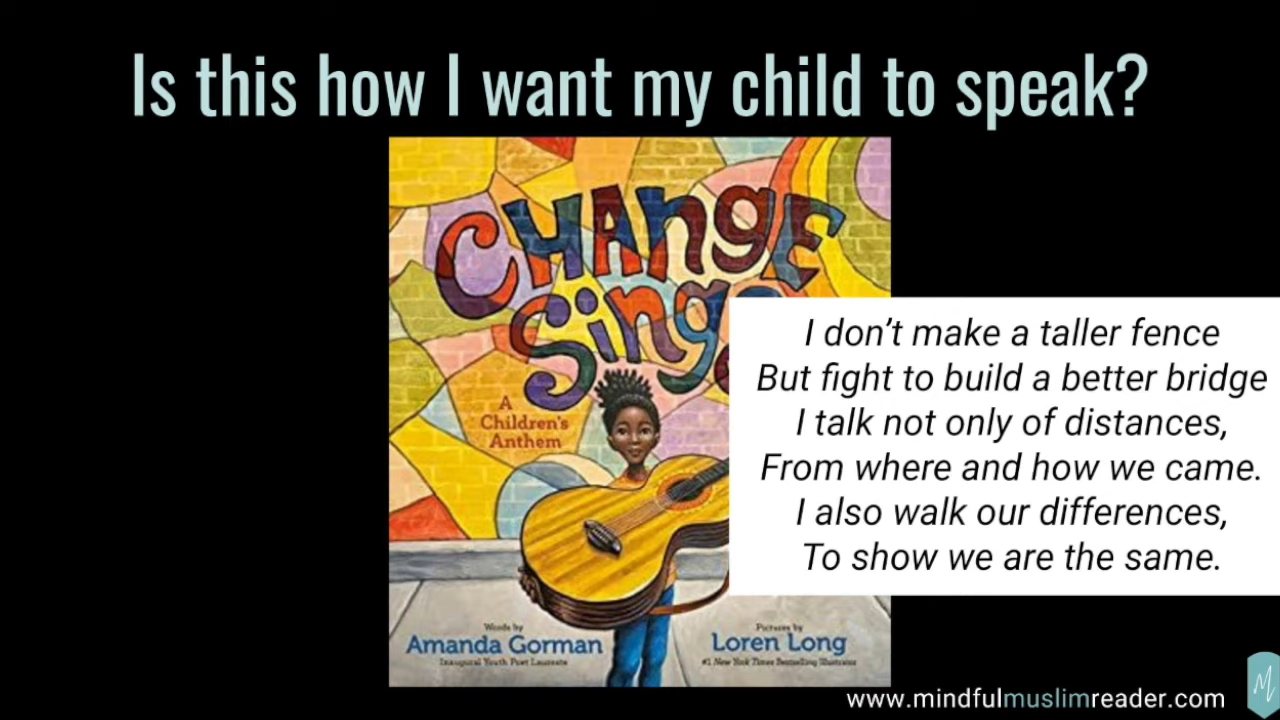 Is this how I want my child to speak?
CHANGE
Sing
A
Children's
Anthem
I don't make a taller fence
But fight to build a better bridge
I talk not only of distances,
From where and how we came.
I also walk our differences,
To show we are the same.
Words by
Amanda Gorman
Inaugural Youth Poet Laureate
Pictures by
Loren Long
#1 New York Times Bestselling Illustrator
www.mindfulmuslimreader.com
M